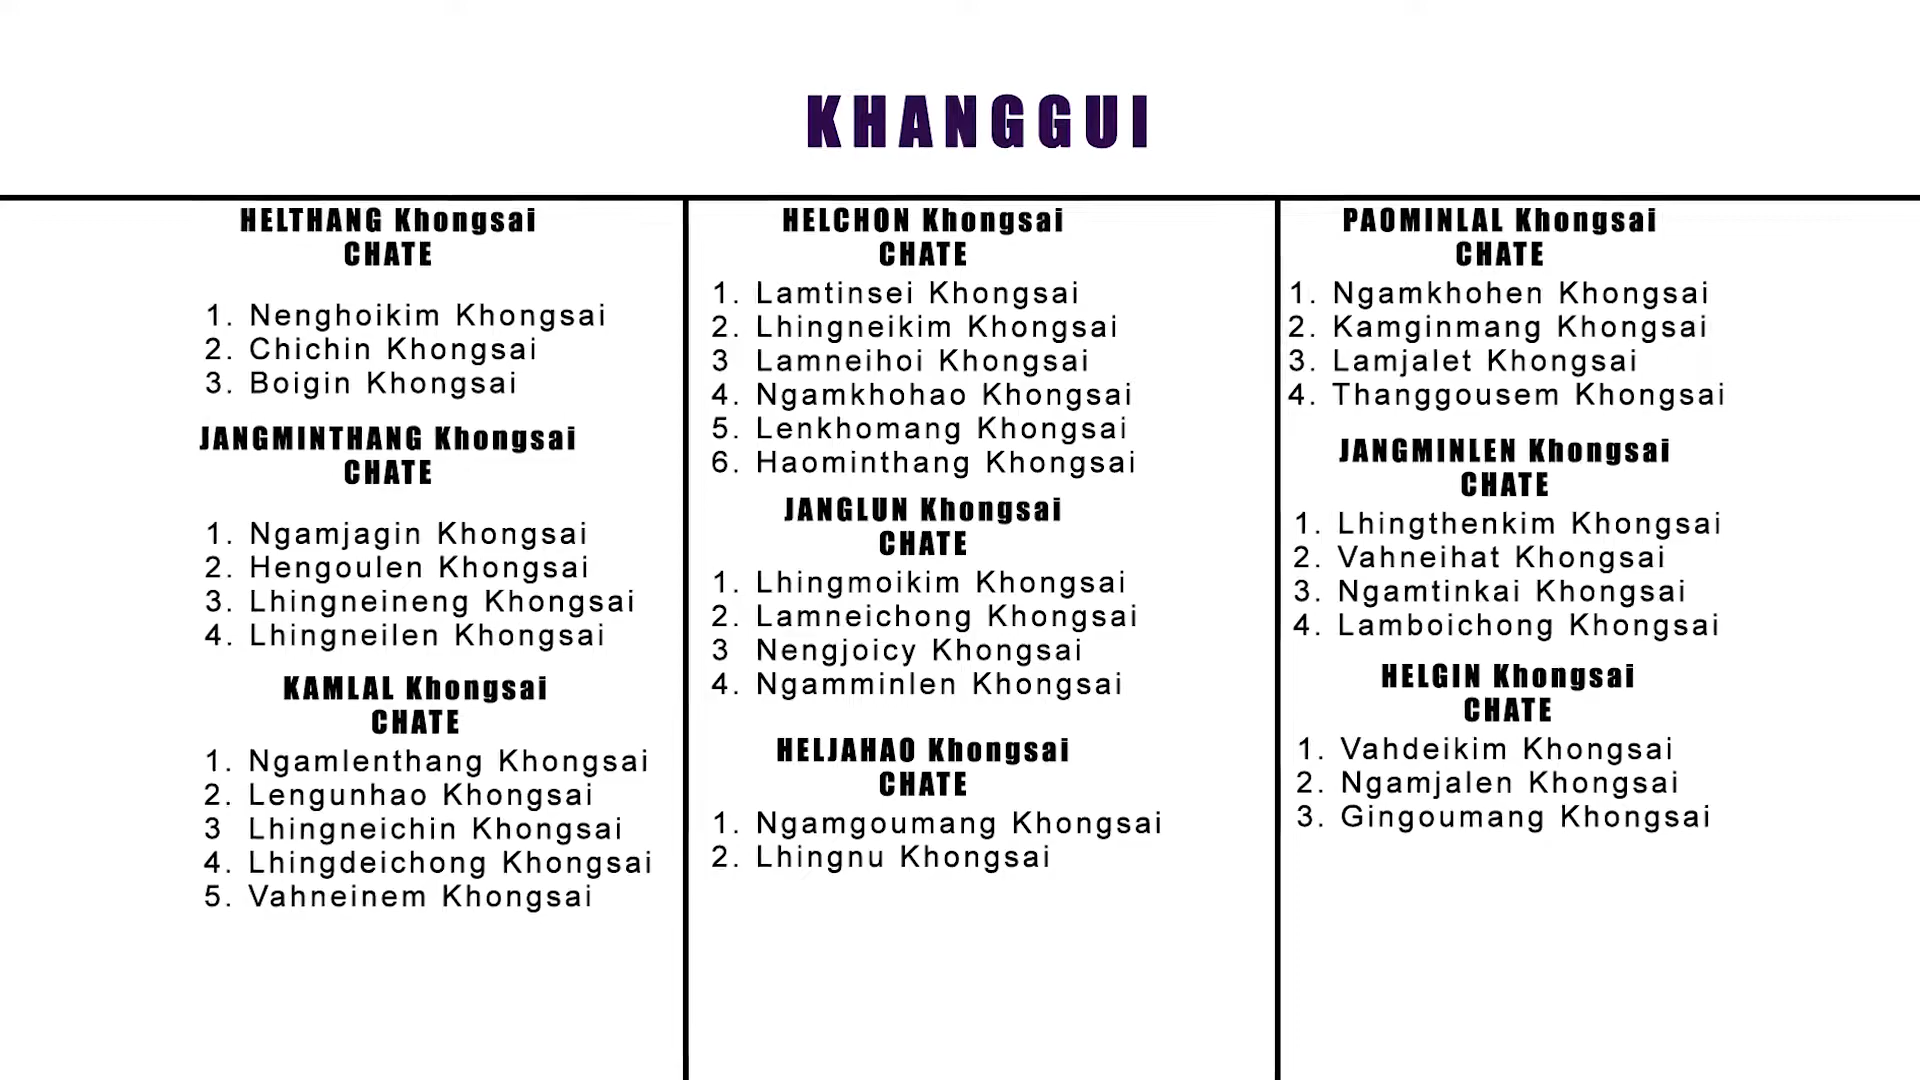 KHANGGUI
HELTHANG Khongsai
CHATE
1. Nenghoikim Khongsai
2. Chichin Khongsai
3. Boigin Khongsai
JANGMINTHANG Khongsai
CHATE
1. Ngamjagin Khongsai
2. Hengoulen Khongsai
3. Lhingneineng Khongsai
4. Lhingneilen Khongsai
KAMLAL Khongsai
CHATE
1. Ngamlenthang Khongsai
2. Lengunhao Khongsai
3 Lhingneichin Khongsai
4. Lhingdeichong Khongsai
5. Vahneinem Khongsai
HELCHON Khongsai
CHATE
1. Lamtinsei Khongsai
2. Lhingneikim Khongsai
3 Lamneihoi Khongsai
4. Ngamkhohao Khongsai
5. Lenkhomang Khongsai
6. Haominthang Khongsai
JANGLUN Khongsai
CHATE
1. Lhingmoikim Khongsai
2. Lamneichong Khongsai
3 Nengjoicy Khongsai
4. Ngamminlen Khongsai
HELJAHAO Khongsai
CHATE
1. Ngamgoumang Khongsai
2. Lhingnu Khongsai
PAOMINLAL Khongsai
CHATE
1. Ngamkhohen Khongsai
2. Kamginmang Khongsai
3. Lamjalet Khongsai
4. Thanggousem Khongsai
JANGMINLEN Khongsai
CHATE
1. Lhingthenkim Khongsai
2. Vahneihat Khongsai
3. Ngamtinkai Khongsai
4. Lamboichong Khongsai
HELGIN Khongsai
CHATE
1. Vahdeikim Khongsai
2. Ngamjalen Khongsai
3. Gingoumang Khongsai